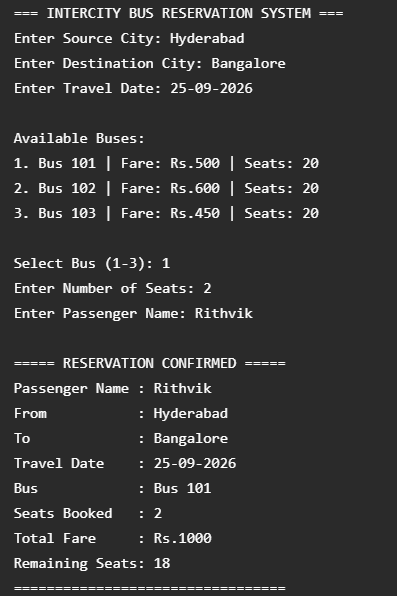 === INTERCITY BUS RESERVATION SYSTEM ===
Enter Source City: Hyderabad
Enter Destination City: Bangalore
Enter Travel Date: 25-09-2026

Available Buses:
1. Bus 101 | Fare: Rs.500 | Seats: 20
2. Bus 102 | Fare: Rs.600 | Seats: 20
3. Bus 103 | Fare: Rs.450 | Seats: 20

Select Bus (1-3): 1
Enter Number of Seats: 2
Enter Passenger Name: Rithvik

===== RESERVATION CONFIRMED =====
Passenger Name : Rithvik
From           : Hyderabad
To             : Bangalore
Travel Date    : 25-09-2026
Bus            : Bus 101
Seats Booked   : 2
Total Fare     : Rs.1000
Remaining Seats: 18
=================================